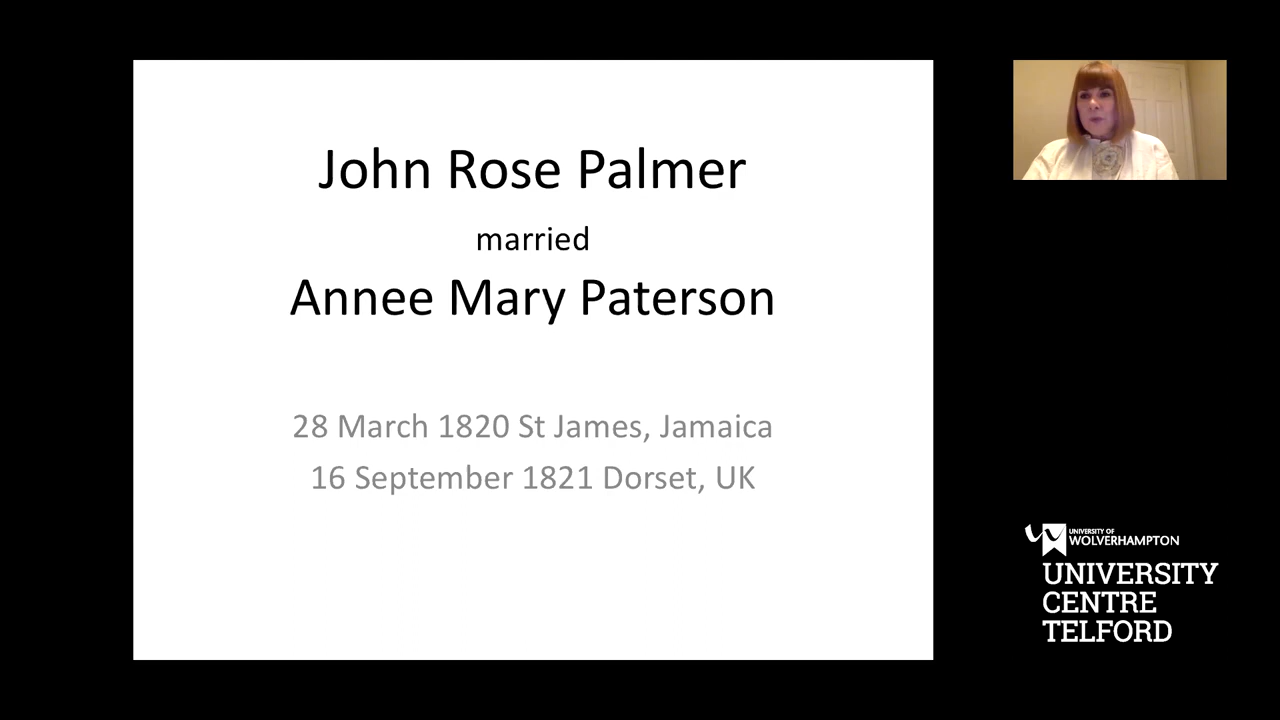 John Rose Palmer
married
Annee Mary Paterson
28 March 1820 St James, Jamaica
16 September 1821 Dorset, UK
UNIVERSITY OF
WOLVERHAMPTON
UNIVERSITY
CENTRE
TELFORD